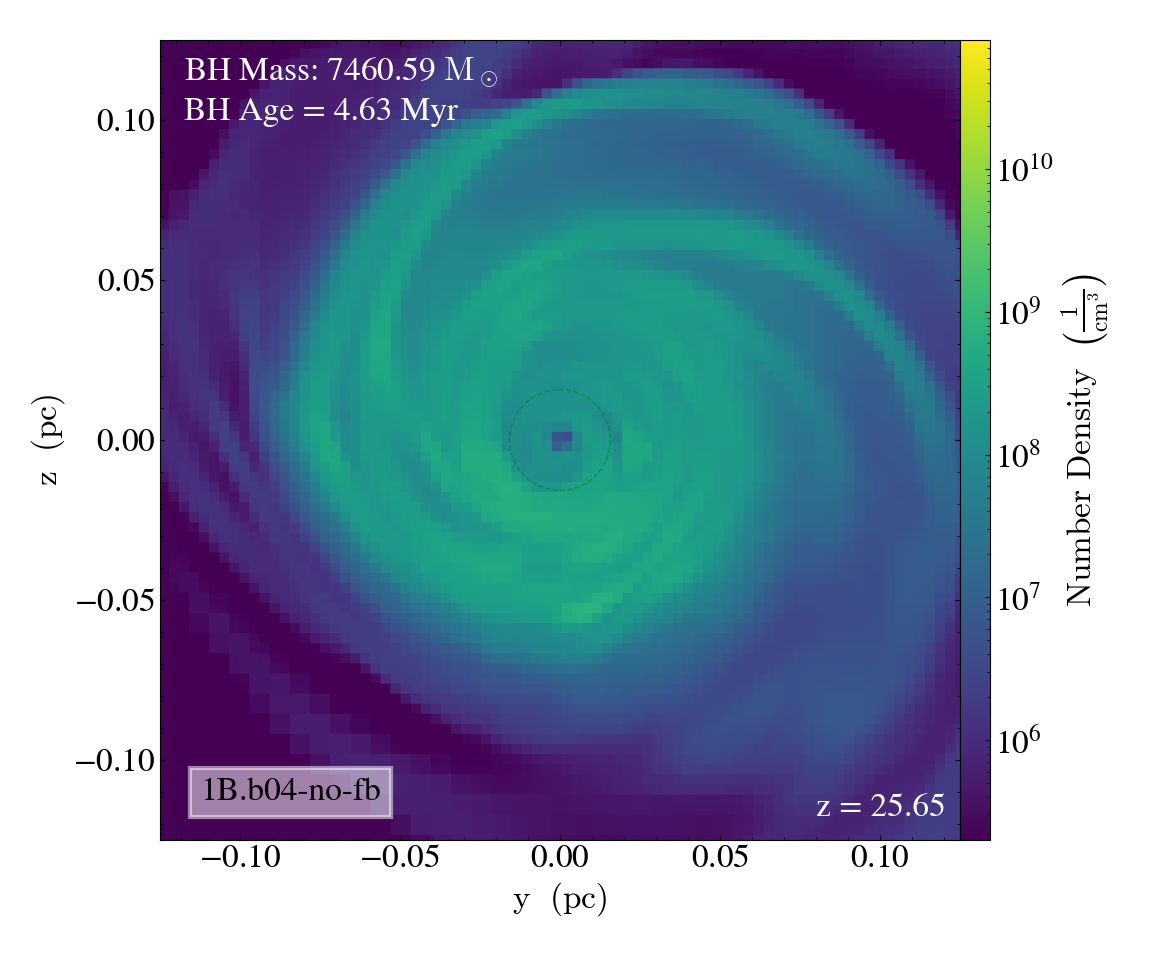 BH Mass: 7460.59 M⊙
BH Age = 4.63 Myr
0.10
0.05
0.00
−0.05
−0.10
z (pc)
1B.b04-no-fb
z = 25.65
−0.10
−0.05
0.00
0.05
0.10
y (pc)
10¹⁰
10⁹
10⁸
10⁷
10⁶
Number Density (1/cm³)